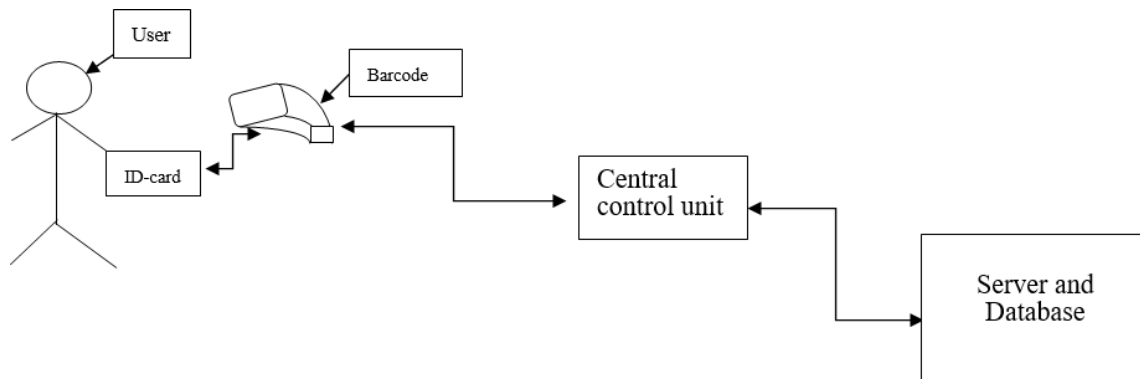 User
Barcode
ID-card
Central
control unit
Server and
Database